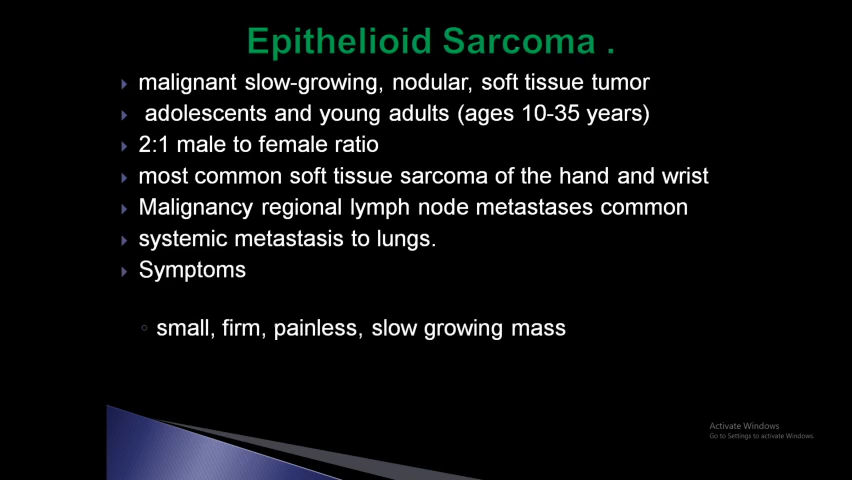 Epithelioid Sarcoma .
malignant slow-growing, nodular, soft tissue tumor
adolescents and young adults (ages 10-35 years)
2:1 male to female ratio
most common soft tissue sarcoma of the hand and wrist
Malignancy regional lymph node metastases common
systemic metastasis to lungs.
Symptoms
small, firm, painless, slow growing mass
Activate Windows
Go to Settings to activate Windows.